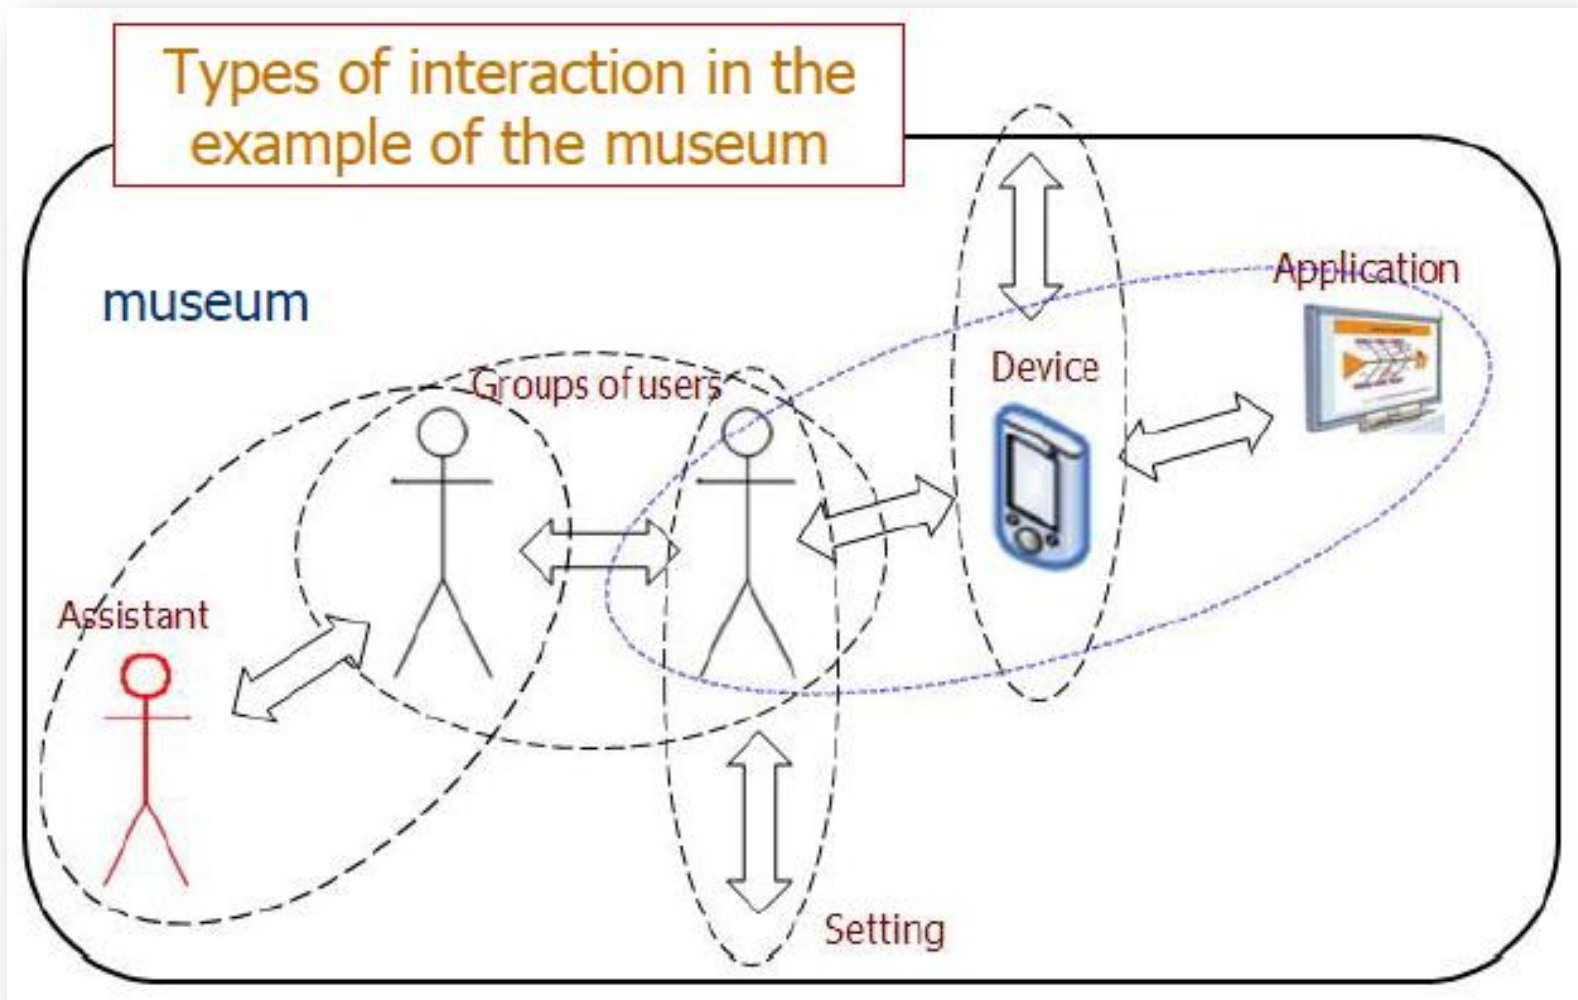 Types of interaction in the
example of the museum
museum
Application
Device
Groups of users
Assistant
Setting